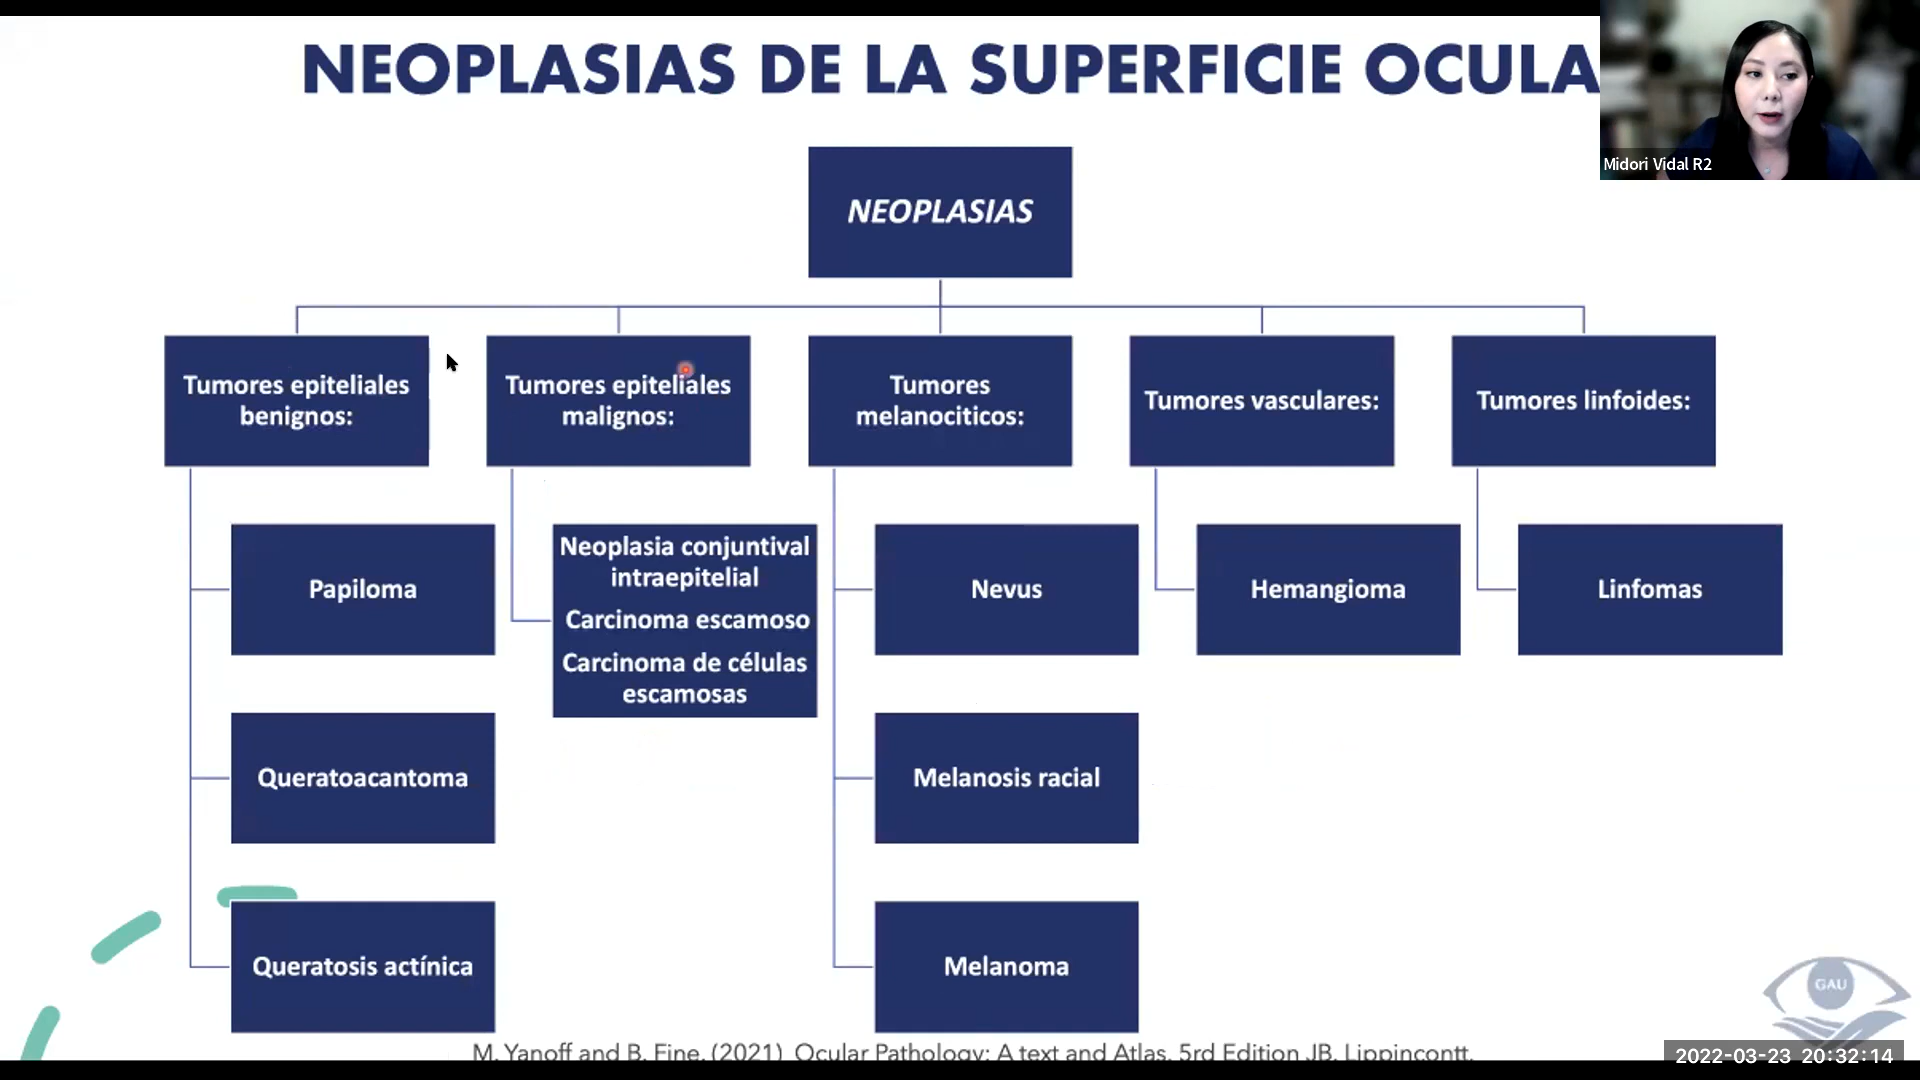 NEOPLASIAS DE LA SUPERFICIE OCULA
Midori Vidal R2
NEOPLASIAS
Tumores epiteliales
benignos:
Tumores epiteliales
malignos:
Tumores
melanociticos:
Tumores vasculares:
Tumores linfoides:
Papiloma
Neoplasia conjuntival
intraepitelial
Carcinoma escamoso
Carcinoma de células
escamosas
Nevus
Hemangioma
Linfomas
Queratoacantoma
Melanosis racial
Queratosis actínica
Melanoma
GAU
M. Yanoff and B. Fine. (2021) Ocular Pathology: A text and Atlas. 5rd Edition JB. Lippincontt.
2022-03-23 20:32:14